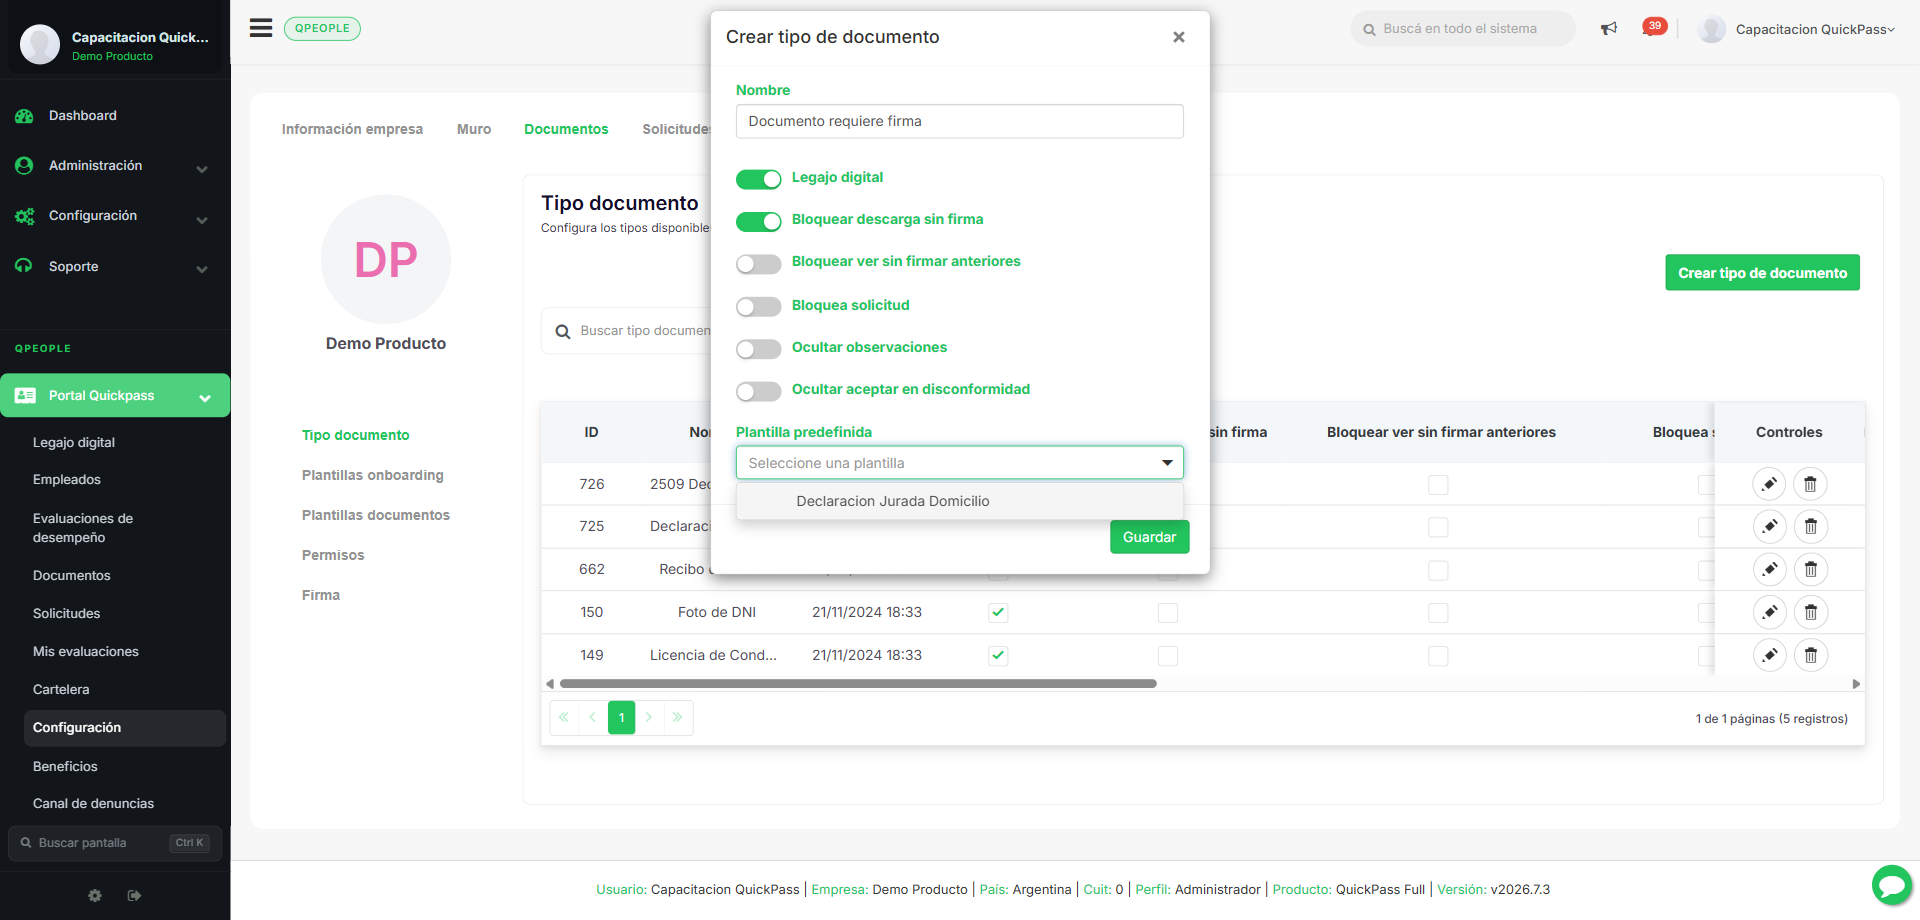 Capacitacion Quick...
Demo Producto
Dashboard
Administración
Configuración
Soporte
QPEOPLE
Portal Quickpass
Legajo digital
Empleados
Evaluaciones de
desempeño
Documentos
Solicitudes
Mis evaluaciones
Cartelera
Configuración
Beneficios
Canal de denuncias
Buscar pantalla
Ctrl K
QPEOPLE
Buscá en todo el sistema
39
Capacitacion QuickPass
Información empresa
Muro
Documentos
Solicitudes
DP
Demo Producto
Tipo documento
Plantillas onboarding
Plantillas documentos
Permisos
Firma
Tipo documento
Configura los tipos disponible
Crear tipo de documento
Buscar tipo documen
ID
sin firma
Bloquear ver sin firmar anteriores
Bloquea
Controles
726
2509
725
662
Recibo
150
Foto de DNI
21/11/2024 18:33
149
Licencia de Cond...
21/11/2024 18:33
« ‹ 1 › »
1 de 1 páginas (5 registros)
Crear tipo de documento
×
Nombre
Documento requiere firma
Legajo digital
Bloquear descarga sin firma
Bloquear ver sin firmar anteriores
Bloquea solicitud
Ocultar observaciones
Ocultar aceptar en disconformidad
Plantilla predefinida
Seleccione una plantilla
Declaracion Jurada Domicilio
Guardar
Usuario: Capacitacion QuickPass | Empresa: Demo Producto | País: Argentina | Cuit: 0 | Perfil: Administrador | Producto: QuickPass Full | Versión: v2026.7.3